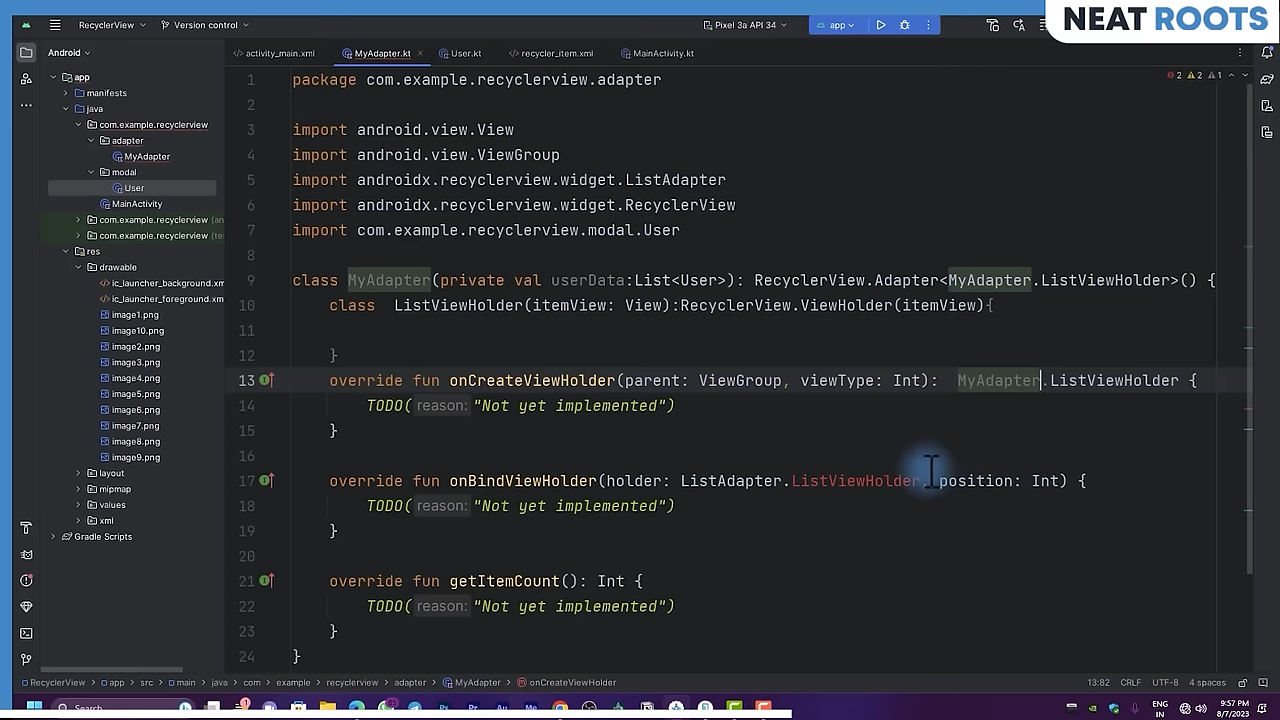 NEAT ROOTS
RecyclerView
Version control
Pixel 3a API 34
app
Android
activity_main.xml
MyAdapter.kt
User.kt
recycler_item.xml
MainActivity.kt
app
manifests
java
com.example.recyclerview
adapter
MyAdapter
modal
User
MainActivity
com.example.recyclerview (an
com.example.recyclerview (te
res
drawable
ic_launcher_background.xm
ic_launcher_foreground.xm
image1.png
image10.png
image2.png
image3.png
image4.png
image5.png
image6.png
image7.png
image8.png
image9.png
layout
mipmap
values
xml
Gradle Scripts
2 2 1
1 package com.example.recyclerview.adapter
2
3 import android.view.View
4 import android.view.ViewGroup
5 import androidx.recyclerview.widget.ListAdapter
6 import androidx.recyclerview.widget.RecyclerView
7 import com.example.recyclerview.modal.User
8
9 class MyAdapter(private val userData:List<User>): RecyclerView.Adapter<MyAdapter.ListViewHolder>() {
10 class ListViewHolder(itemView: View):RecyclerView.ViewHolder(itemView){
11
12 }
13 override fun onCreateViewHolder(parent: ViewGroup, viewType: Int): MyAdapter.ListViewHolder {
14 TODO( reason: "Not yet implemented")
15 }
16
17 override fun onBindViewHolder(holder: ListAdapter.ListViewHolder, position: Int) {
18 TODO( reason: "Not yet implemented")
19 }
20
21 override fun getItemCount(): Int {
22 TODO( reason: "Not yet implemented")
23 }
24 }
RecyclerView > app > src > main > java > com > example > recyclerview > adapter > MyAdapter > onCreateViewHolder
13:82 CRLF UTF-8 4 spaces
Search
ENG
IN
9:57 PM
8/7/2023